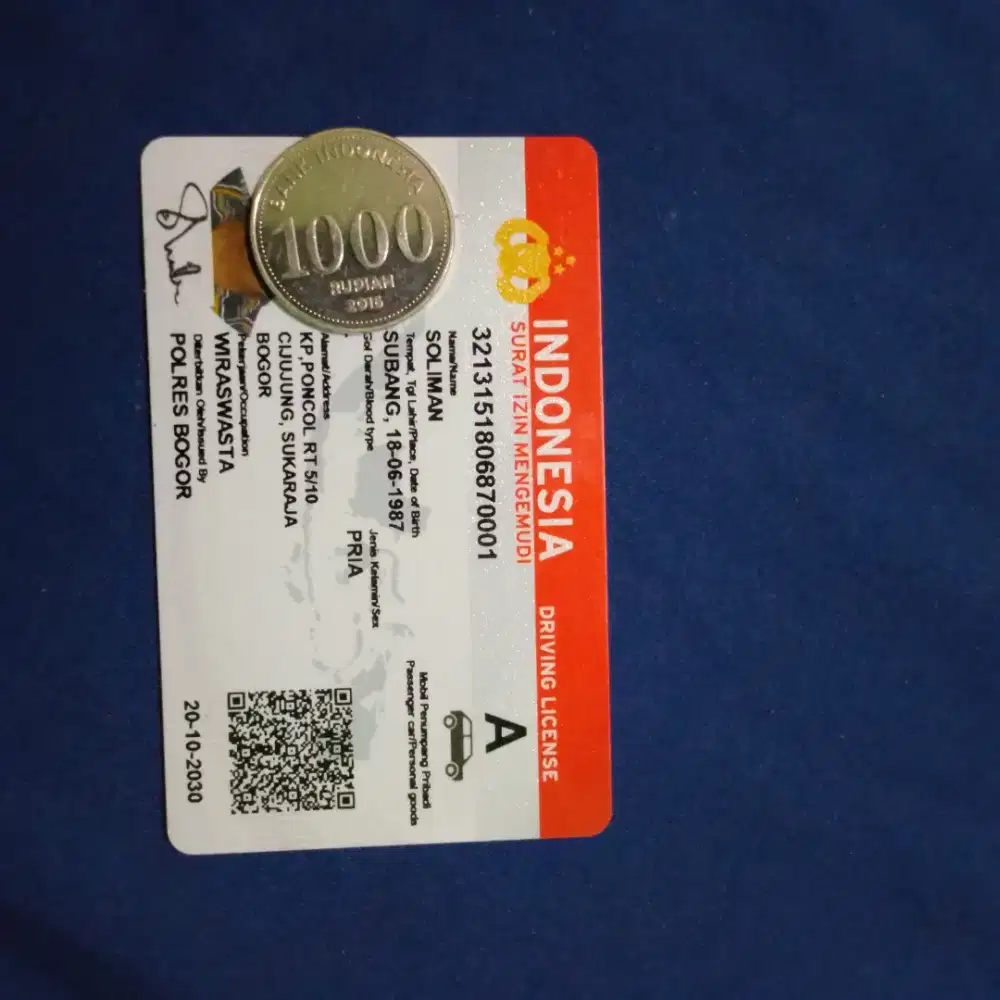 INDONESIA DRIVING LICENSE
SURAT IZIN MENGEMUDI
3213151806870001
A
Nama/Name
SOLIMAN
Tempat, Tgl Lahir/Place, Date of Birth
SUBANG, 18-06-1987
Gol Darah/Blood type
Jenis Kelamin/Sex
PRIA
Alamat/Address
KP,PONCOL RT 5/10
CIJUJUNG, SUKARAJA
BOGOR
Pekerjaan/Occupation
WIRASWASTA
Diterbitkan Oleh/Issued By
POLRES BOGOR
Mobil Penumpang Pribadi
Passenger car/Personal goods
20-10-2030
BANK INDONESIA
1000
RUPIAH
2016